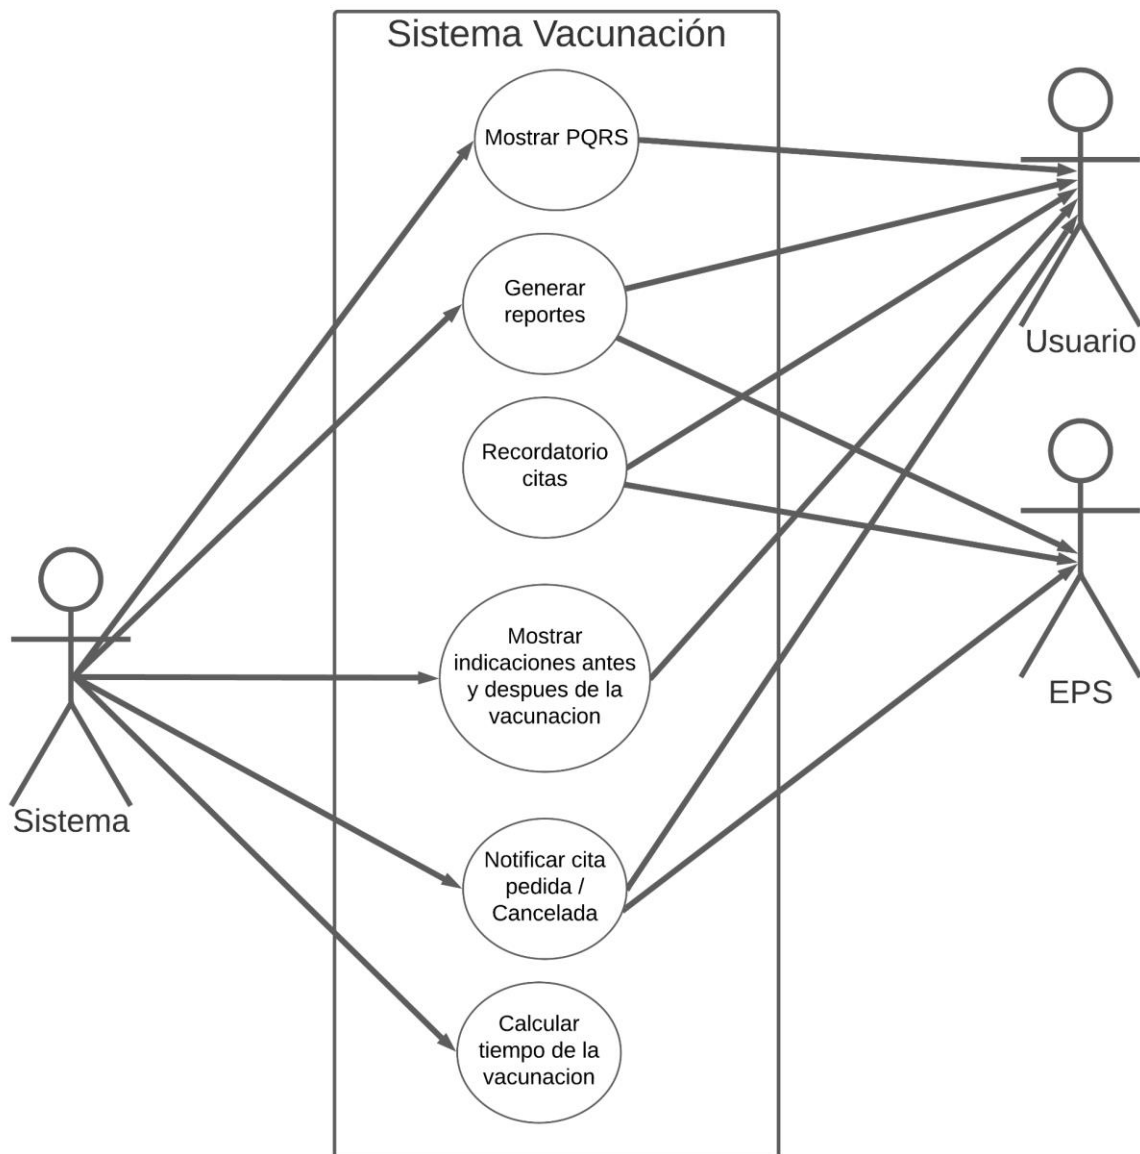 Sistema Vacunación
Mostrar PQRS
Generar
reportes
Usuario
Recordatorio
citas
Mostrar
indicaciones antes
y despues de la
vacunacion
EPS
Sistema
Notificar cita
pedida /
Cancelada
Calcular
tiempo de la
vacunacion